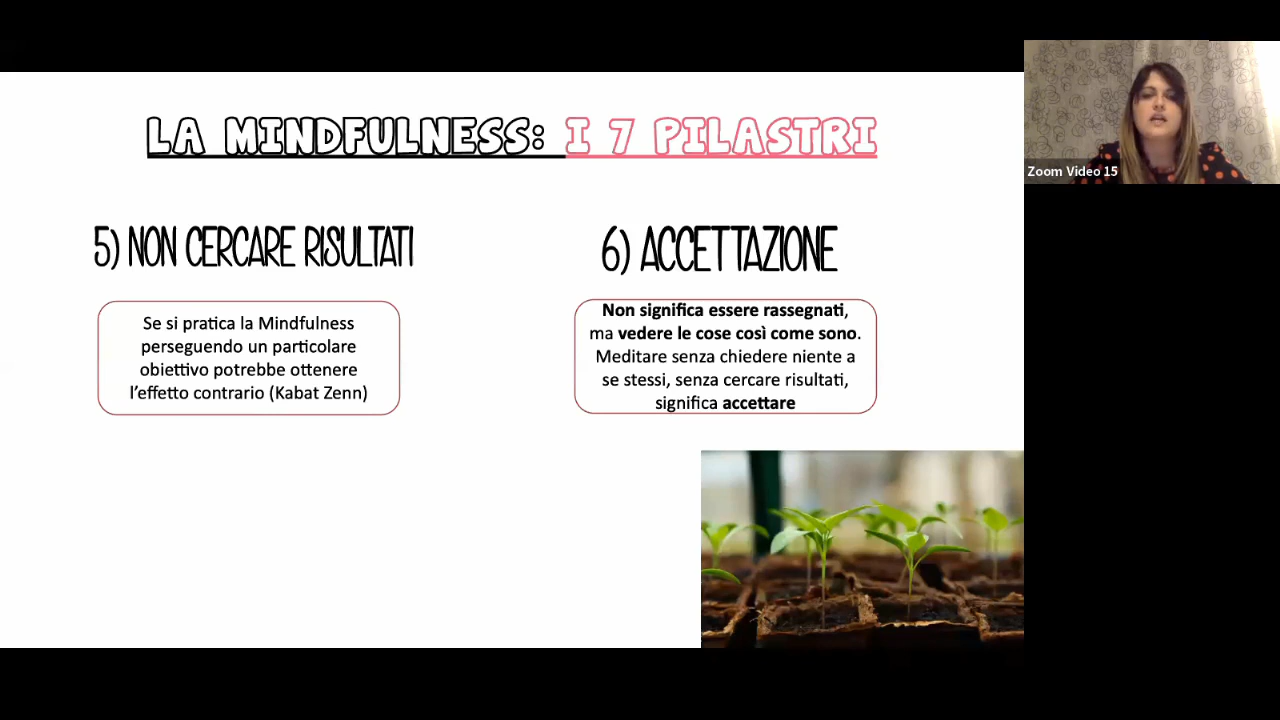 LA MINDFULNESS: I 7 PILASTRI
5) NON CERCARE RISULTATI
Se si pratica la Mindfulness
perseguendo un particolare
obiettivo potrebbe ottenere
l'effetto contrario (Kabat Zenn)
6) ACCETTAZIONE
Non significa essere rassegnati,
ma vedere le cose così come sono.
Meditare senza chiedere niente a
se stessi, senza cercare risultati,
significa accettare
Zoom Video 15